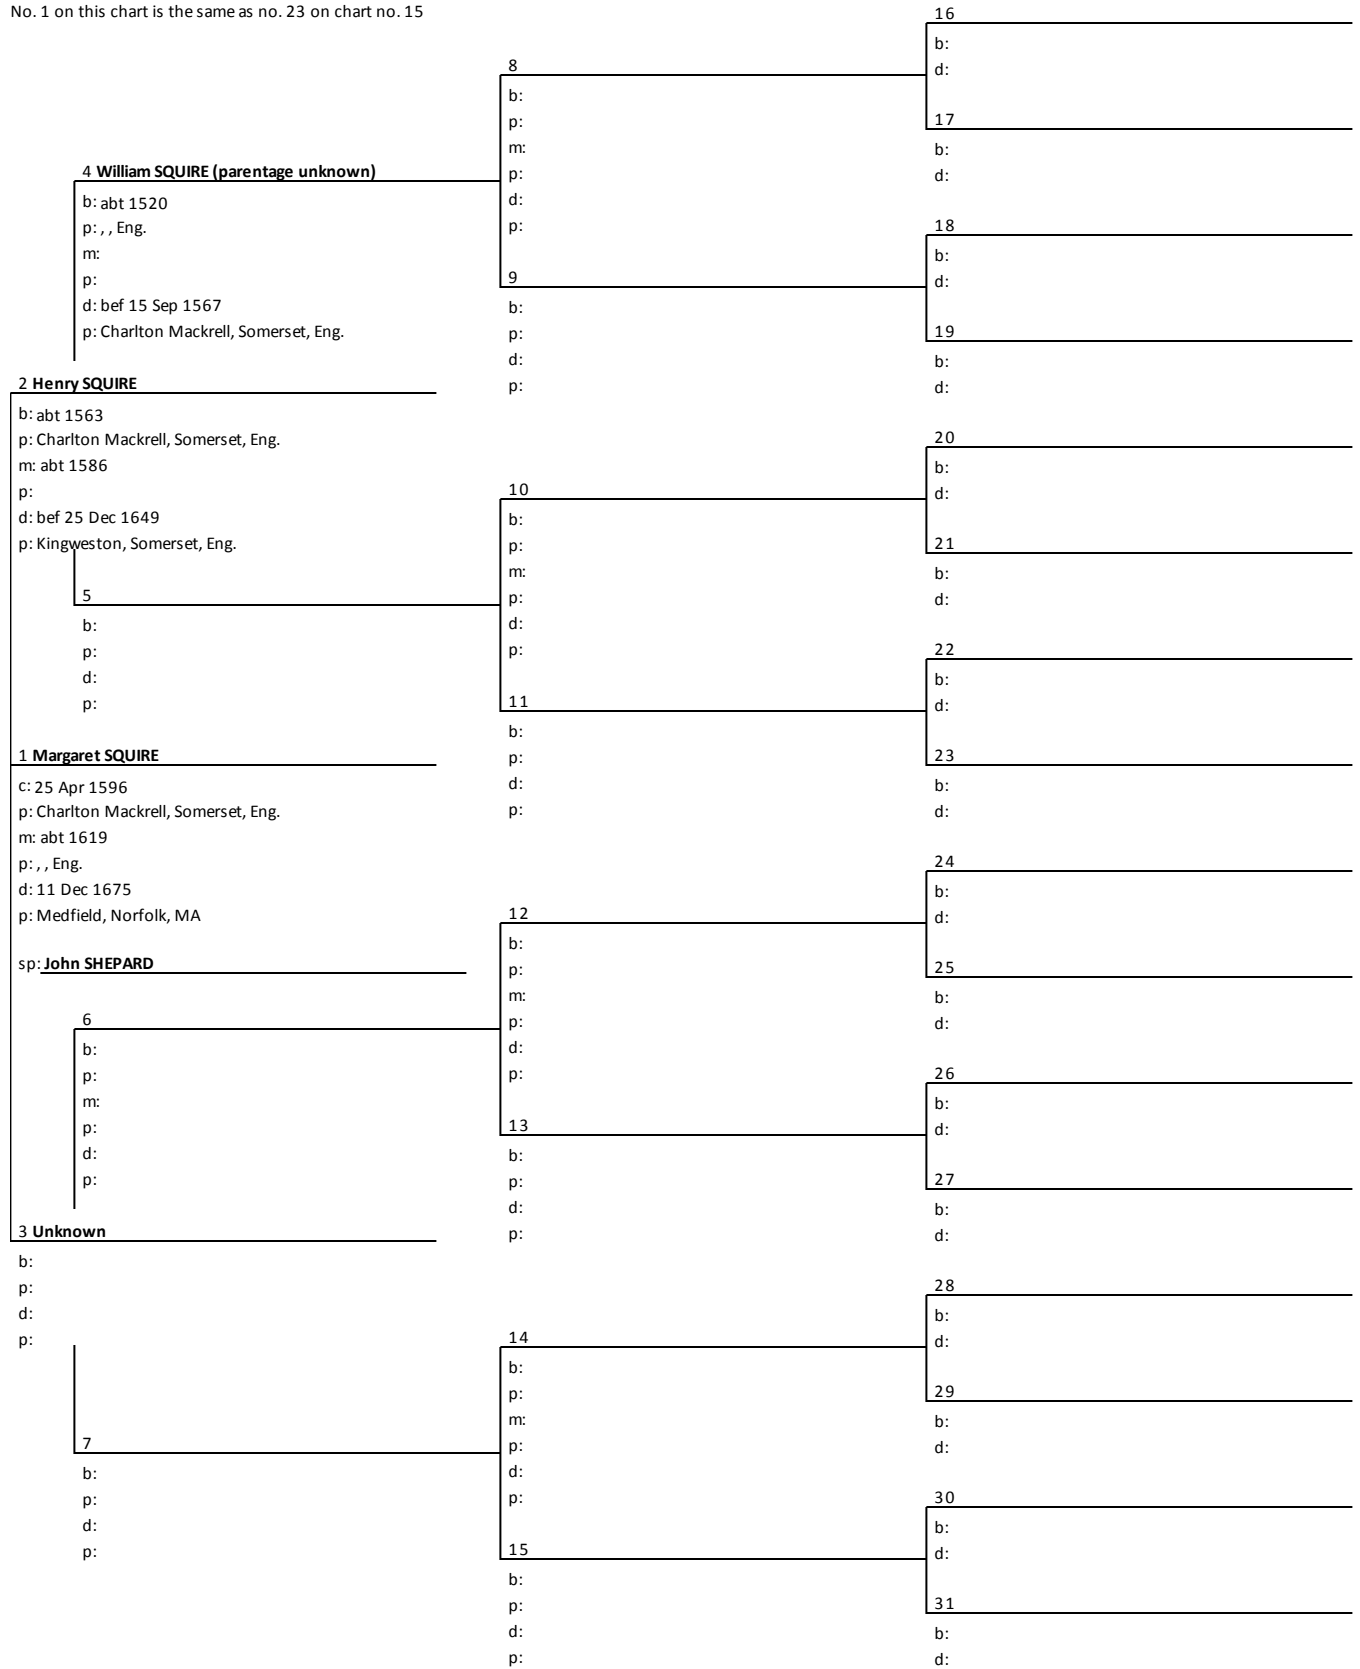 No. 1 on this chart is the same as no. 23 on chart no. 15
16
b:
d:
8
b:
p:
m:
p:
d:
p:
17
b:
d:
4 William SQUIRE (parentage unknown)
b: abt 1520
p: , , Eng.
m:
p:
d: bef 15 Sep 1567
p: Charlton Mackrell, Somerset, Eng.
18
b:
d:
9
b:
p:
d:
p:
19
b:
d:
2 Henry SQUIRE
b: abt 1563
p: Charlton Mackrell, Somerset, Eng.
m: abt 1586
p:
d: bef 25 Dec 1649
p: Kingweston, Somerset, Eng.
20
b:
d:
10
b:
p:
m:
p:
d:
p:
21
b:
d:
5
b:
p:
d:
p:
22
b:
d:
11
b:
p:
d:
p:
23
b:
d:
1 Margaret SQUIRE
c: 25 Apr 1596
p: Charlton Mackrell, Somerset, Eng.
m: abt 1619
p: , , Eng.
d: 11 Dec 1675
p: Medfield, Norfolk, MA
sp: John SHEPARD
24
b:
d:
12
b:
p:
m:
p:
d:
p:
25
b:
d:
6
b:
p:
m:
p:
d:
p:
26
b:
d:
13
b:
p:
d:
p:
27
b:
d:
3 Unknown
b:
p:
d:
p:
28
b:
d:
14
b:
p:
m:
p:
d:
p:
29
b:
d:
7
b:
p:
d:
p:
30
b:
d:
15
b:
p:
d:
p:
31
b:
d: